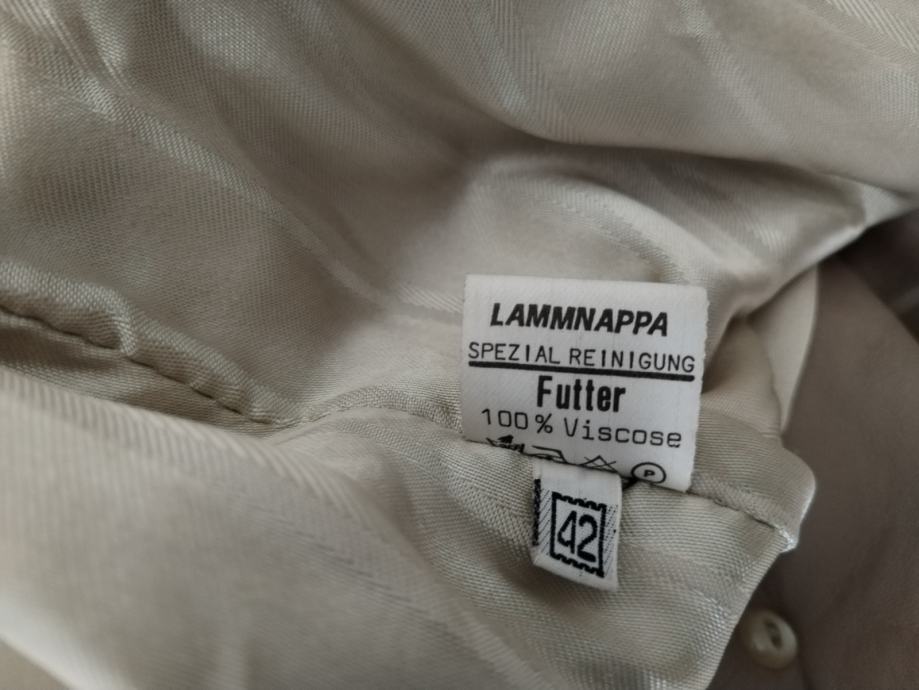 LAMMNAPPA
SPEZIAL REINIGUNG
Futter
100% Viscose
P
42